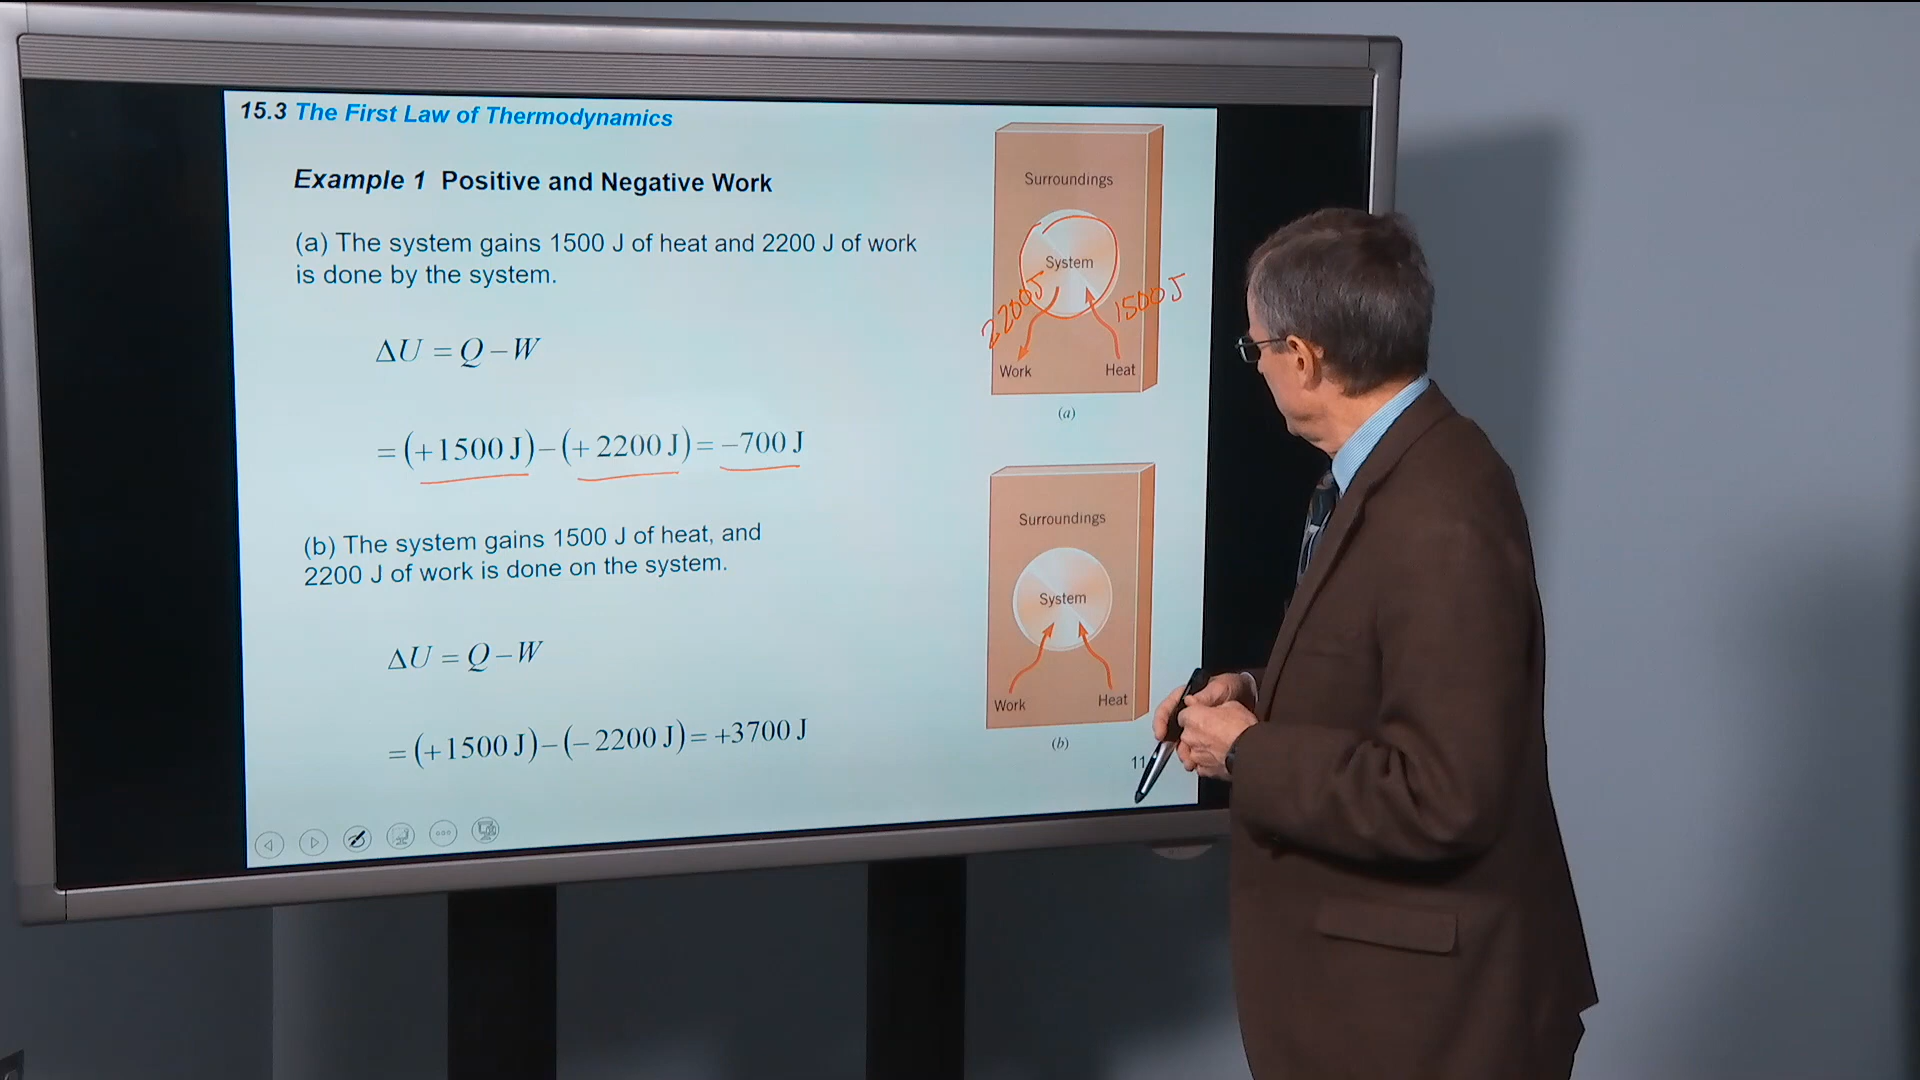 15.3 The First Law of Thermodynamics
Example 1 Positive and Negative Work
(a) The system gains 1500 J of heat and 2200 J of work
is done by the system.
ΔU = Q – W
= (+1500 J) – (+ 2200 J) = –700 J
(b) The system gains 1500 J of heat, and
2200 J of work is done on the system.
ΔU = Q – W
= (+1500 J) – (– 2200 J) = +3700 J
Surroundings
System
2200J
1500J
Work
Heat
(a)
Surroundings
System
Work
Heat
(b)
11